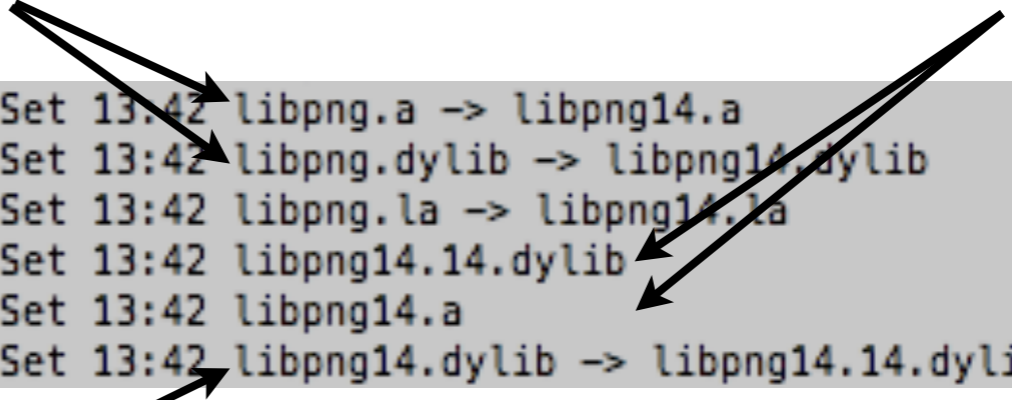 Set 13:42 libpng.a -> libpng14.a
Set 13:42 libpng.dylib -> libpng14.dylib
Set 13:42 libpng.la -> libpng14.la
Set 13:42 libpng14.14.dylib
Set 13:42 libpng14.a
Set 13:42 libpng14.dylib -> libpng14.14.dyli